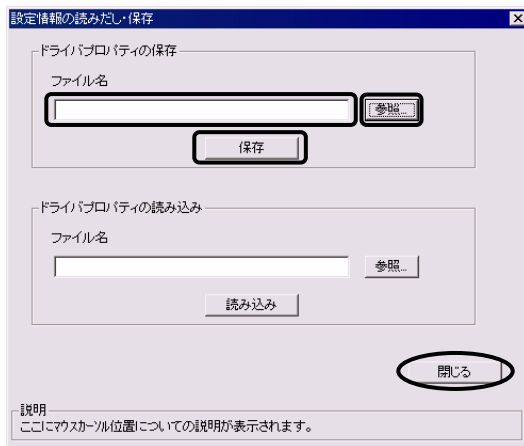 設定情報の読みだし・保存
ドライバプロパティの保存
ファイル名
参照...
保存
ドライバプロパティの読み込み
ファイル名
参照...
読み込み
閉じる
説明
ここにマウスカーソル位置についての説明が表示されます。